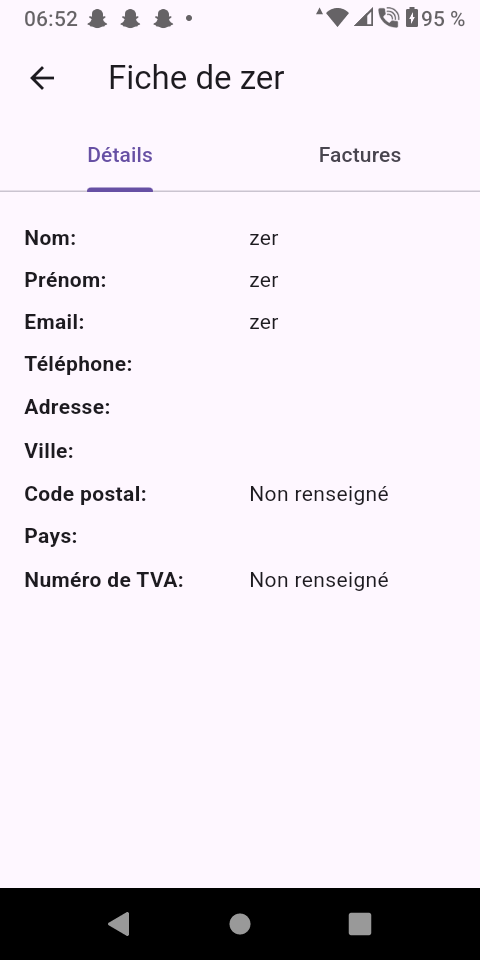 06:52 95 %
Fiche de zer
Détails Factures
Nom: zer
Prénom: zer
Email: zer
Téléphone:
Adresse:
Ville:
Code postal: Non renseigné
Pays:
Numéro de TVA: Non renseigné